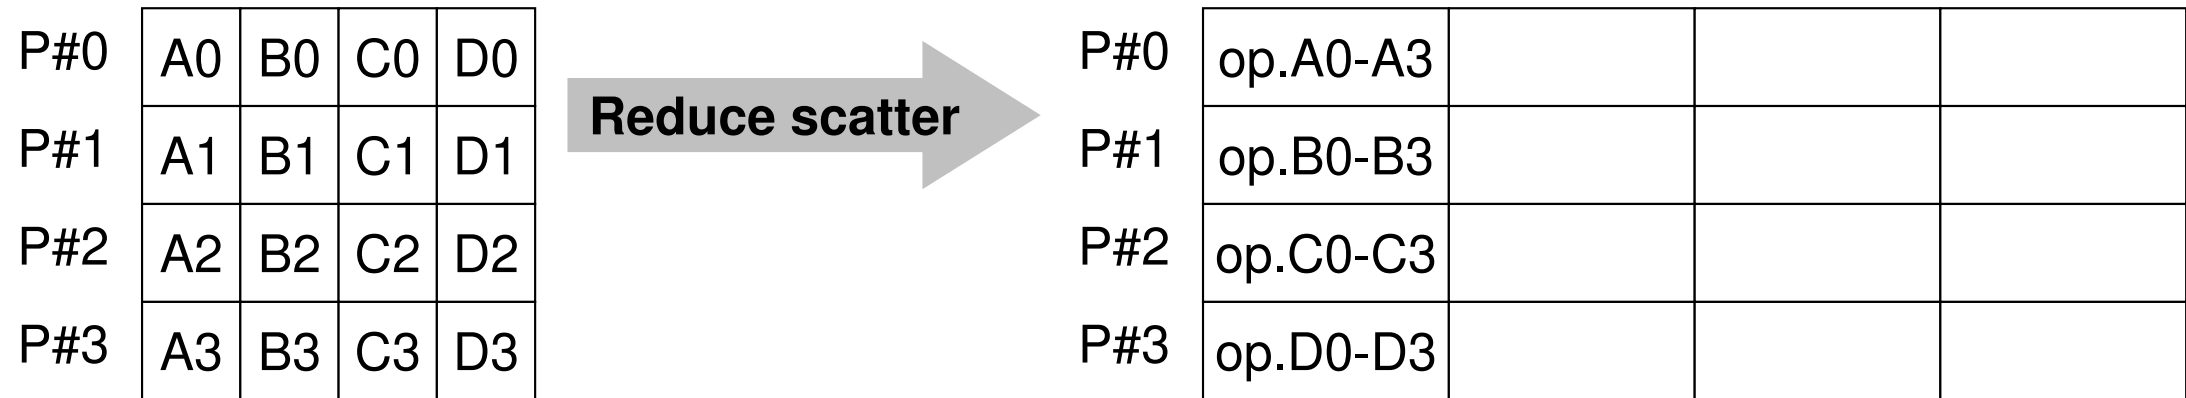 P#0 A0 B0 C0 D0
P#1 A1 B1 C1 D1
P#2 A2 B2 C2 D2
P#3 A3 B3 C3 D3
Reduce scatter
P#0 op.A0-A3
P#1 op.B0-B3
P#2 op.C0-C3
P#3 op.D0-D3